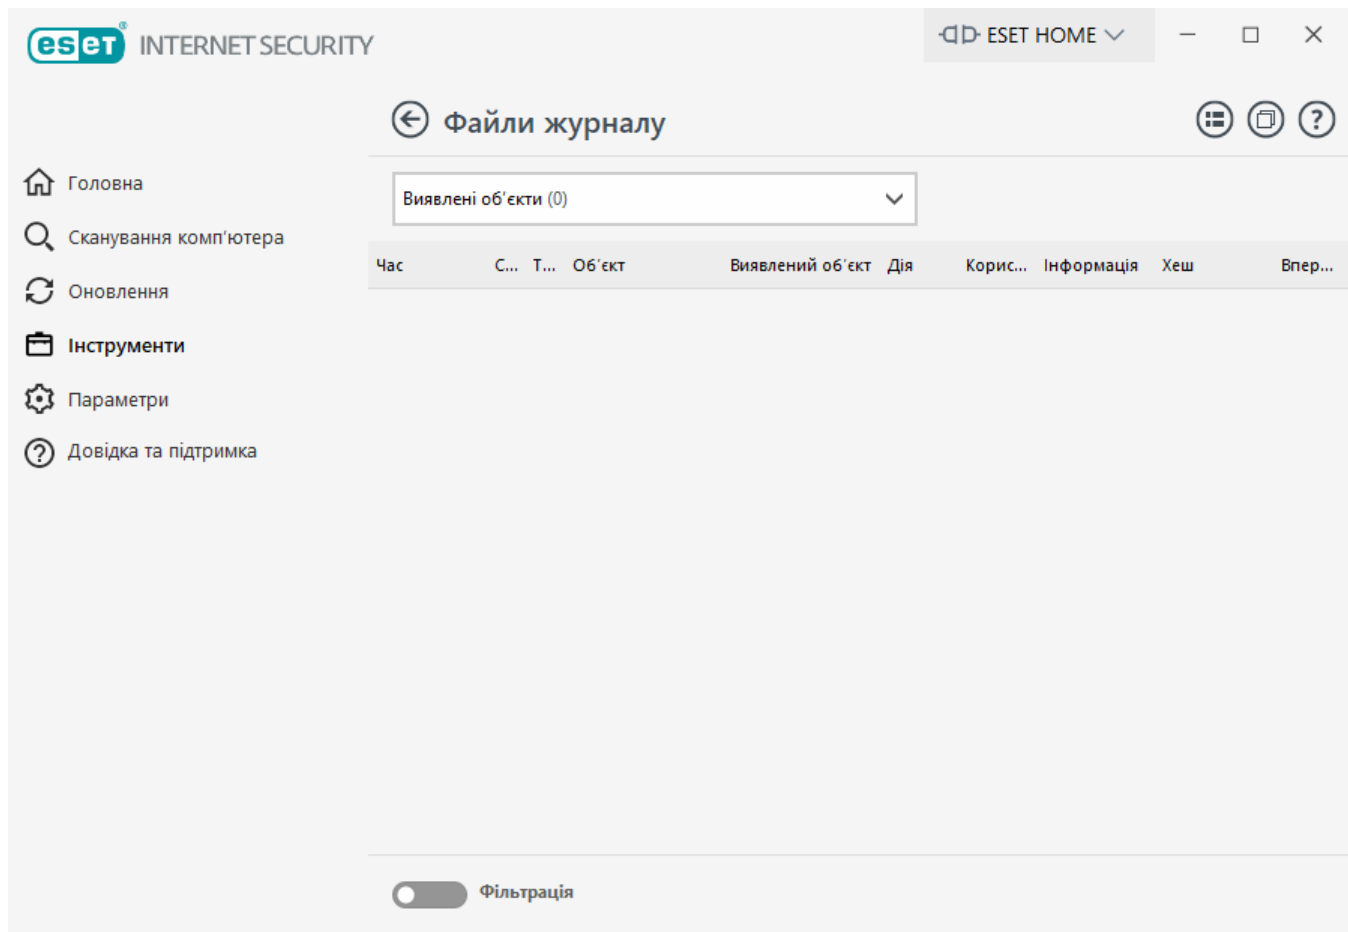 eset® INTERNET SECURITY
ESET HOME
Файли журналу
Головна
Сканування комп'ютера
Оновлення
Інструменти
Параметри
Довідка та підтримка
Виявлені об'єкти (0)
Час С... Т... Об'єкт Виявлений об'єкт Дія Корис... Інформація Хеш Впер...
Фільтрація